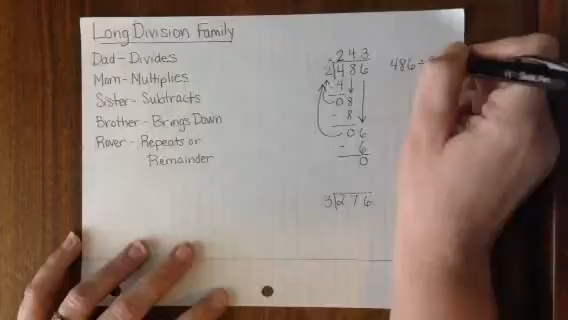 Long Division Family
Dad - Divides
Mom - Multiplies
Sister - Subtracts
Brother - Brings Down
Rover - Repeats or
Remainder
243
2 486
- 4
08
- 8
06
- 6
0
486 ÷
3 276